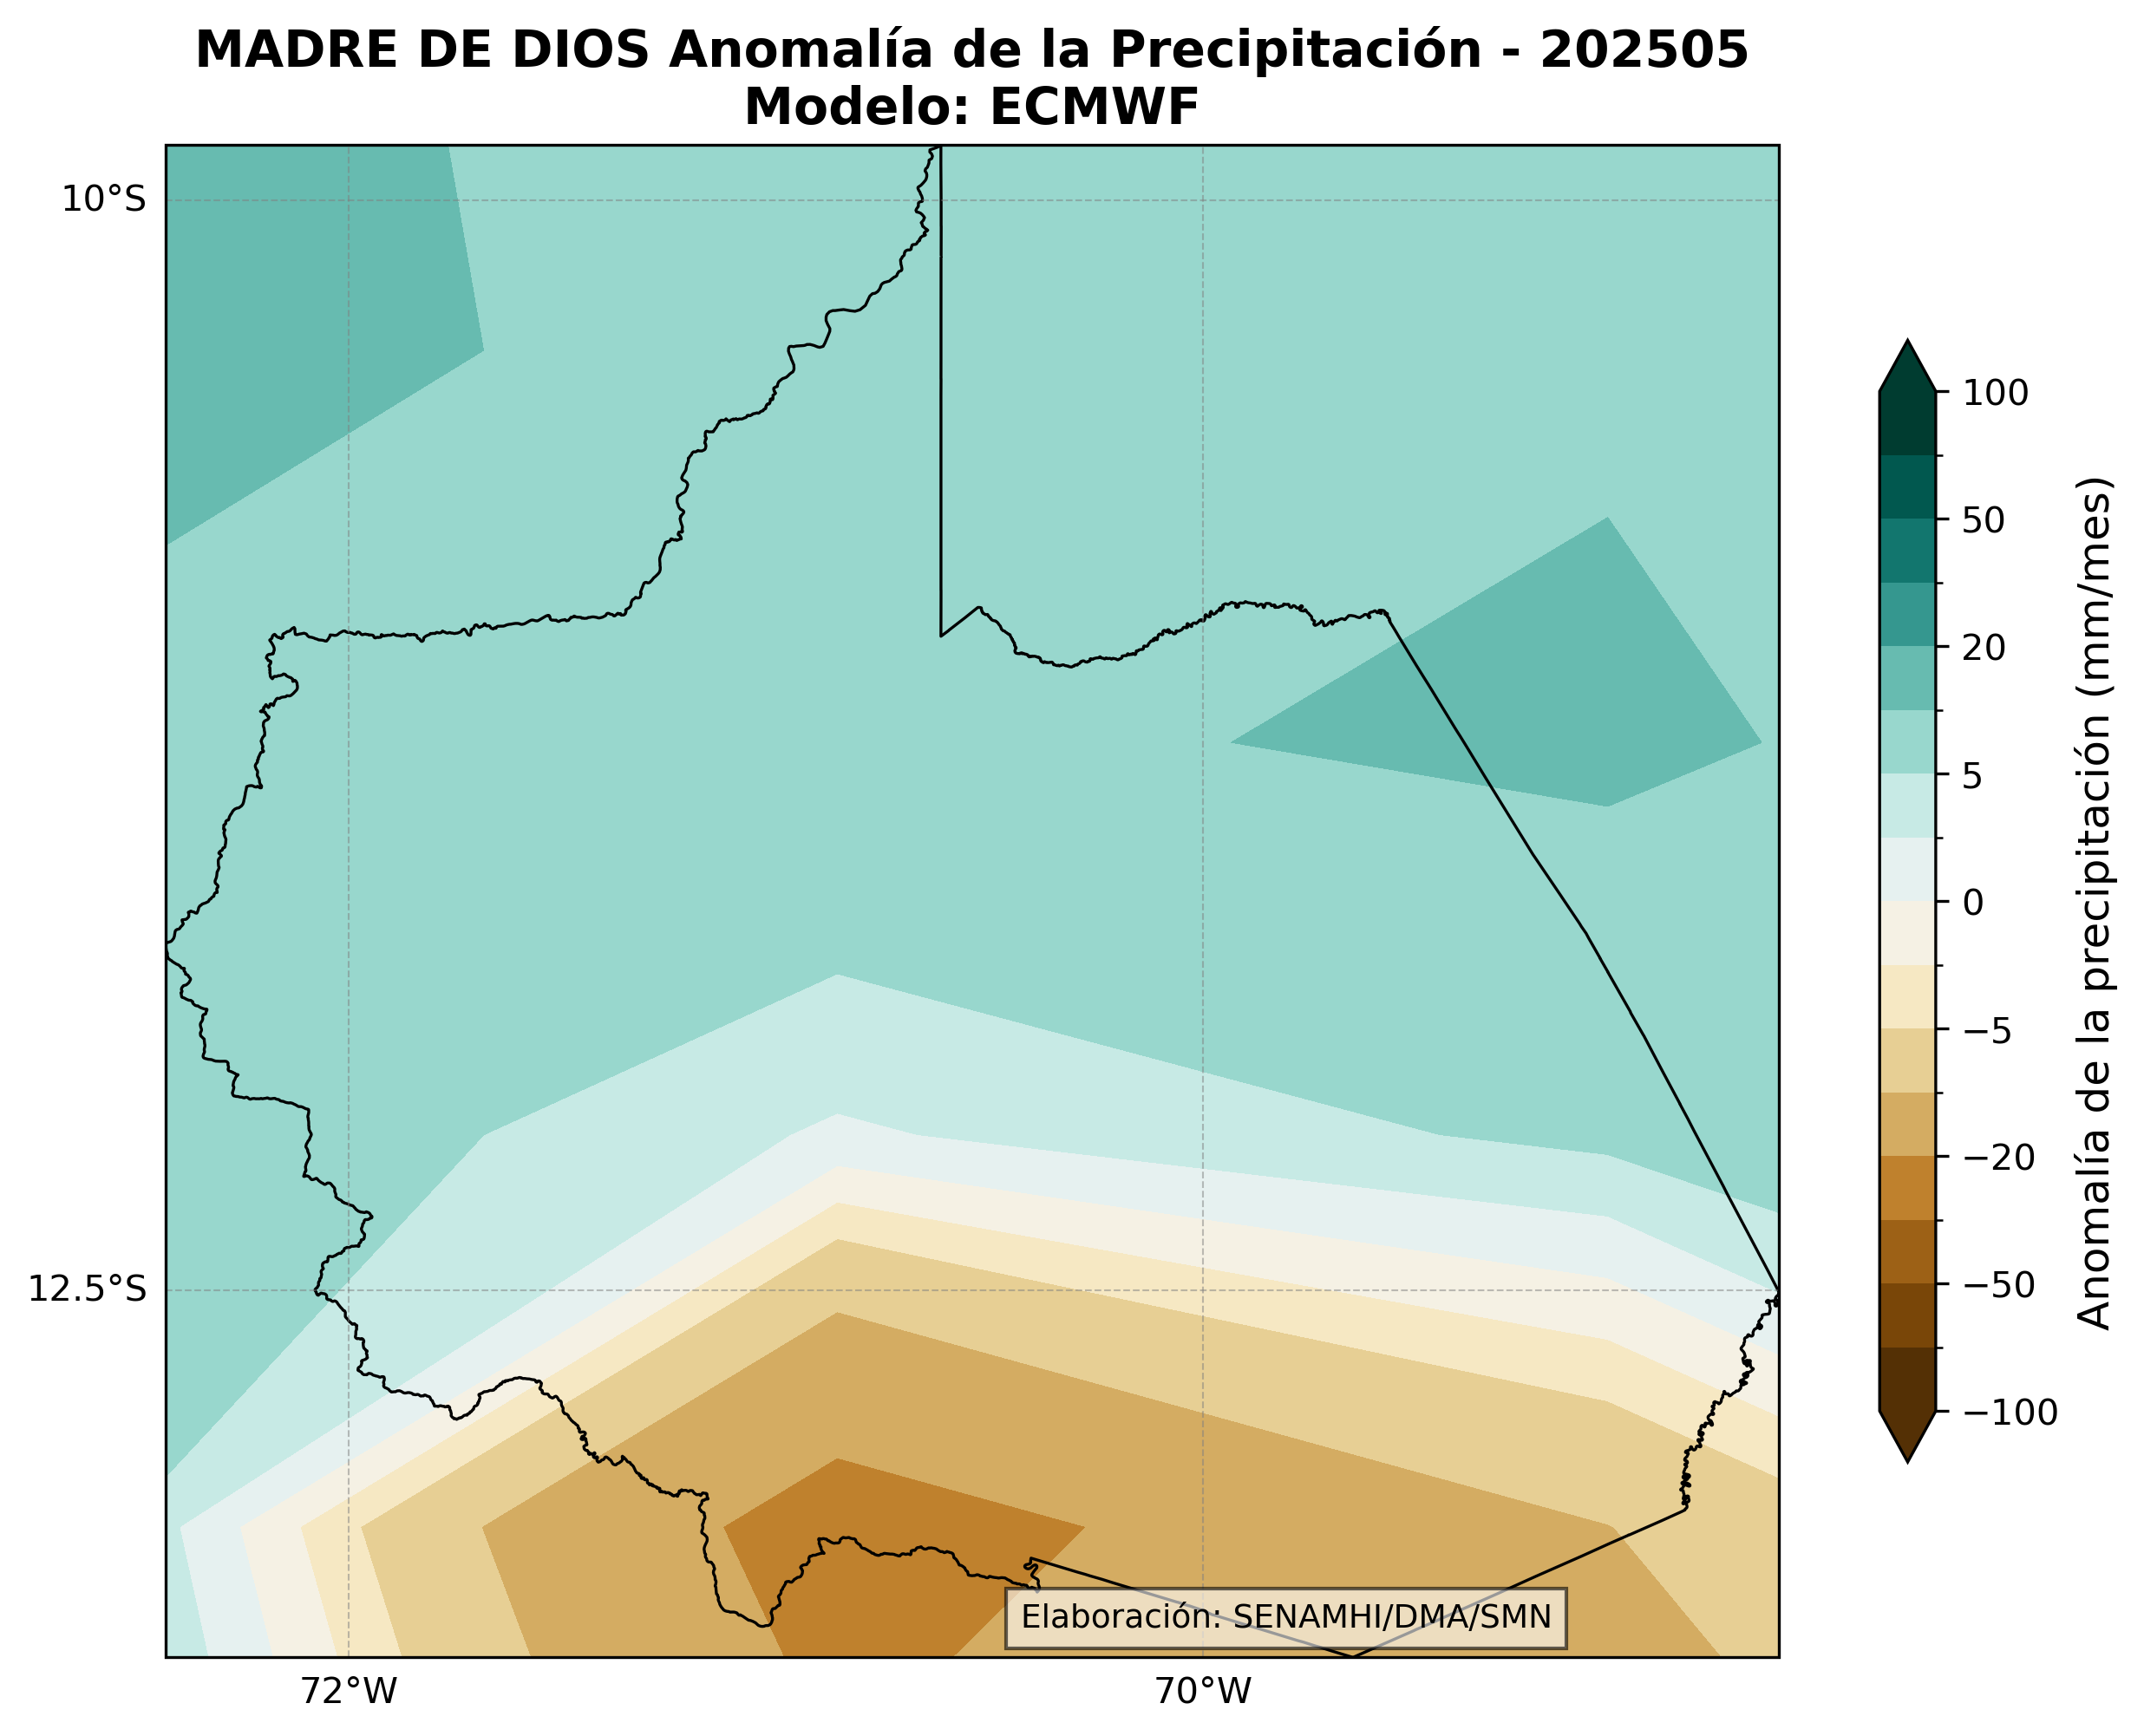 MADRE DE DIOS Anomalía de la Precipitación - 202505
Modelo: ECMWF
10°S
12.5°S
72°W
70°W
Elaboración: SENAMHI/DMA/SMN
100
50
20
5
0
−5
−20
−50
−100
Anomalía de la precipitación (mm/mes)